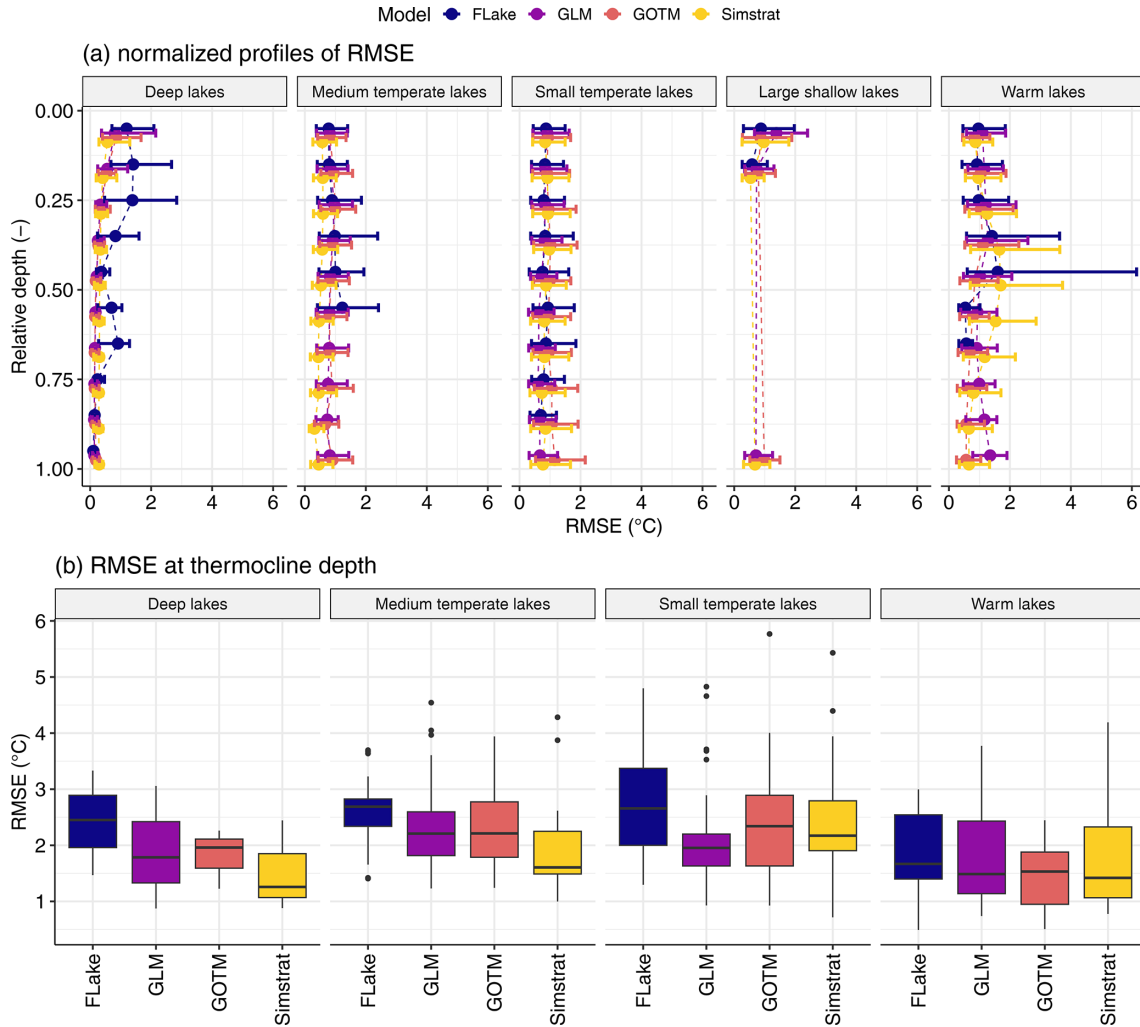 Model FLake GLM GOTM Simstrat
(a) normalized profiles of RMSE
Deep lakes Medium temperate lakes Small temperate lakes Large shallow lakes Warm lakes
0.00
0.25
0.50
0.75
1.00
Relative depth (−)
0 2 4 6 0 2 4 6 0 2 4 6 0 2 4 6 0 2 4 6
RMSE (°C)
(b) RMSE at thermocline depth
Deep lakes Medium temperate lakes Small temperate lakes Warm lakes
6
5
4
3
2
1
RMSE (°C)
FLake GLM GOTM Simstrat FLake GLM GOTM Simstrat FLake GLM GOTM Simstrat FLake GLM GOTM Simstrat